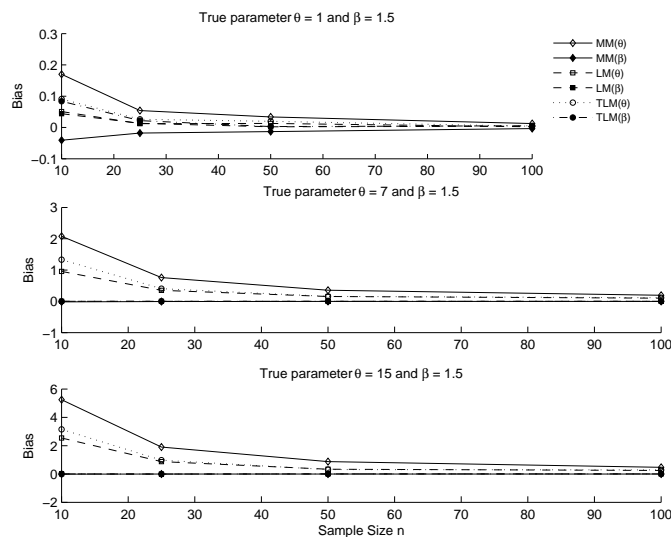 True parameter θ = 1 and β = 1.5
0.3
0.2
0.1
0
−0.1
Bias
10 20 30 40 50 60 70 80 90 100
MM(θ)
MM(β)
LM(θ)
LM(β)
TLM(θ)
TLM(β)
True parameter θ = 7 and β = 1.5
3
2
1
0
−1
Bias
10 20 30 40 50 60 70 80 90 100
True parameter θ = 15 and β = 1.5
6
4
2
0
−2
Bias
10 20 30 40 50 60 70 80 90 100
Sample Size n